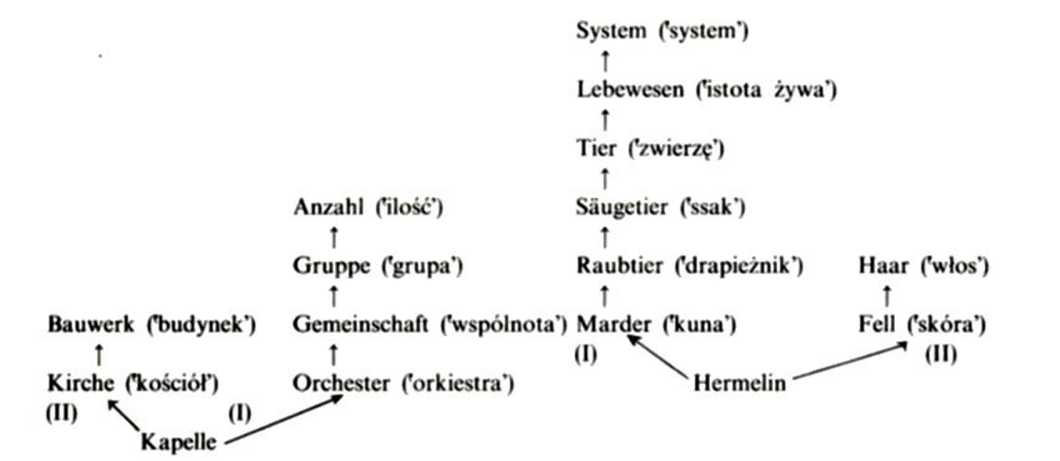 System ('system')
Lebewesen ('istota żywa')
Tier ('zwierzę')
Anzahl ('ilość') Säugetier ('ssak')
Gruppe ('grupa') Raubtier ('drapieżnik') Haar ('włos')
Bauwerk ('budynek') Gemeinschaft ('wspólnota') Marder ('kuna') Fell ('skóra')
(I) (II)
Kirche ('kościół') Orchester ('orkiestra') Hermelin
(II) (I)
Kapelle